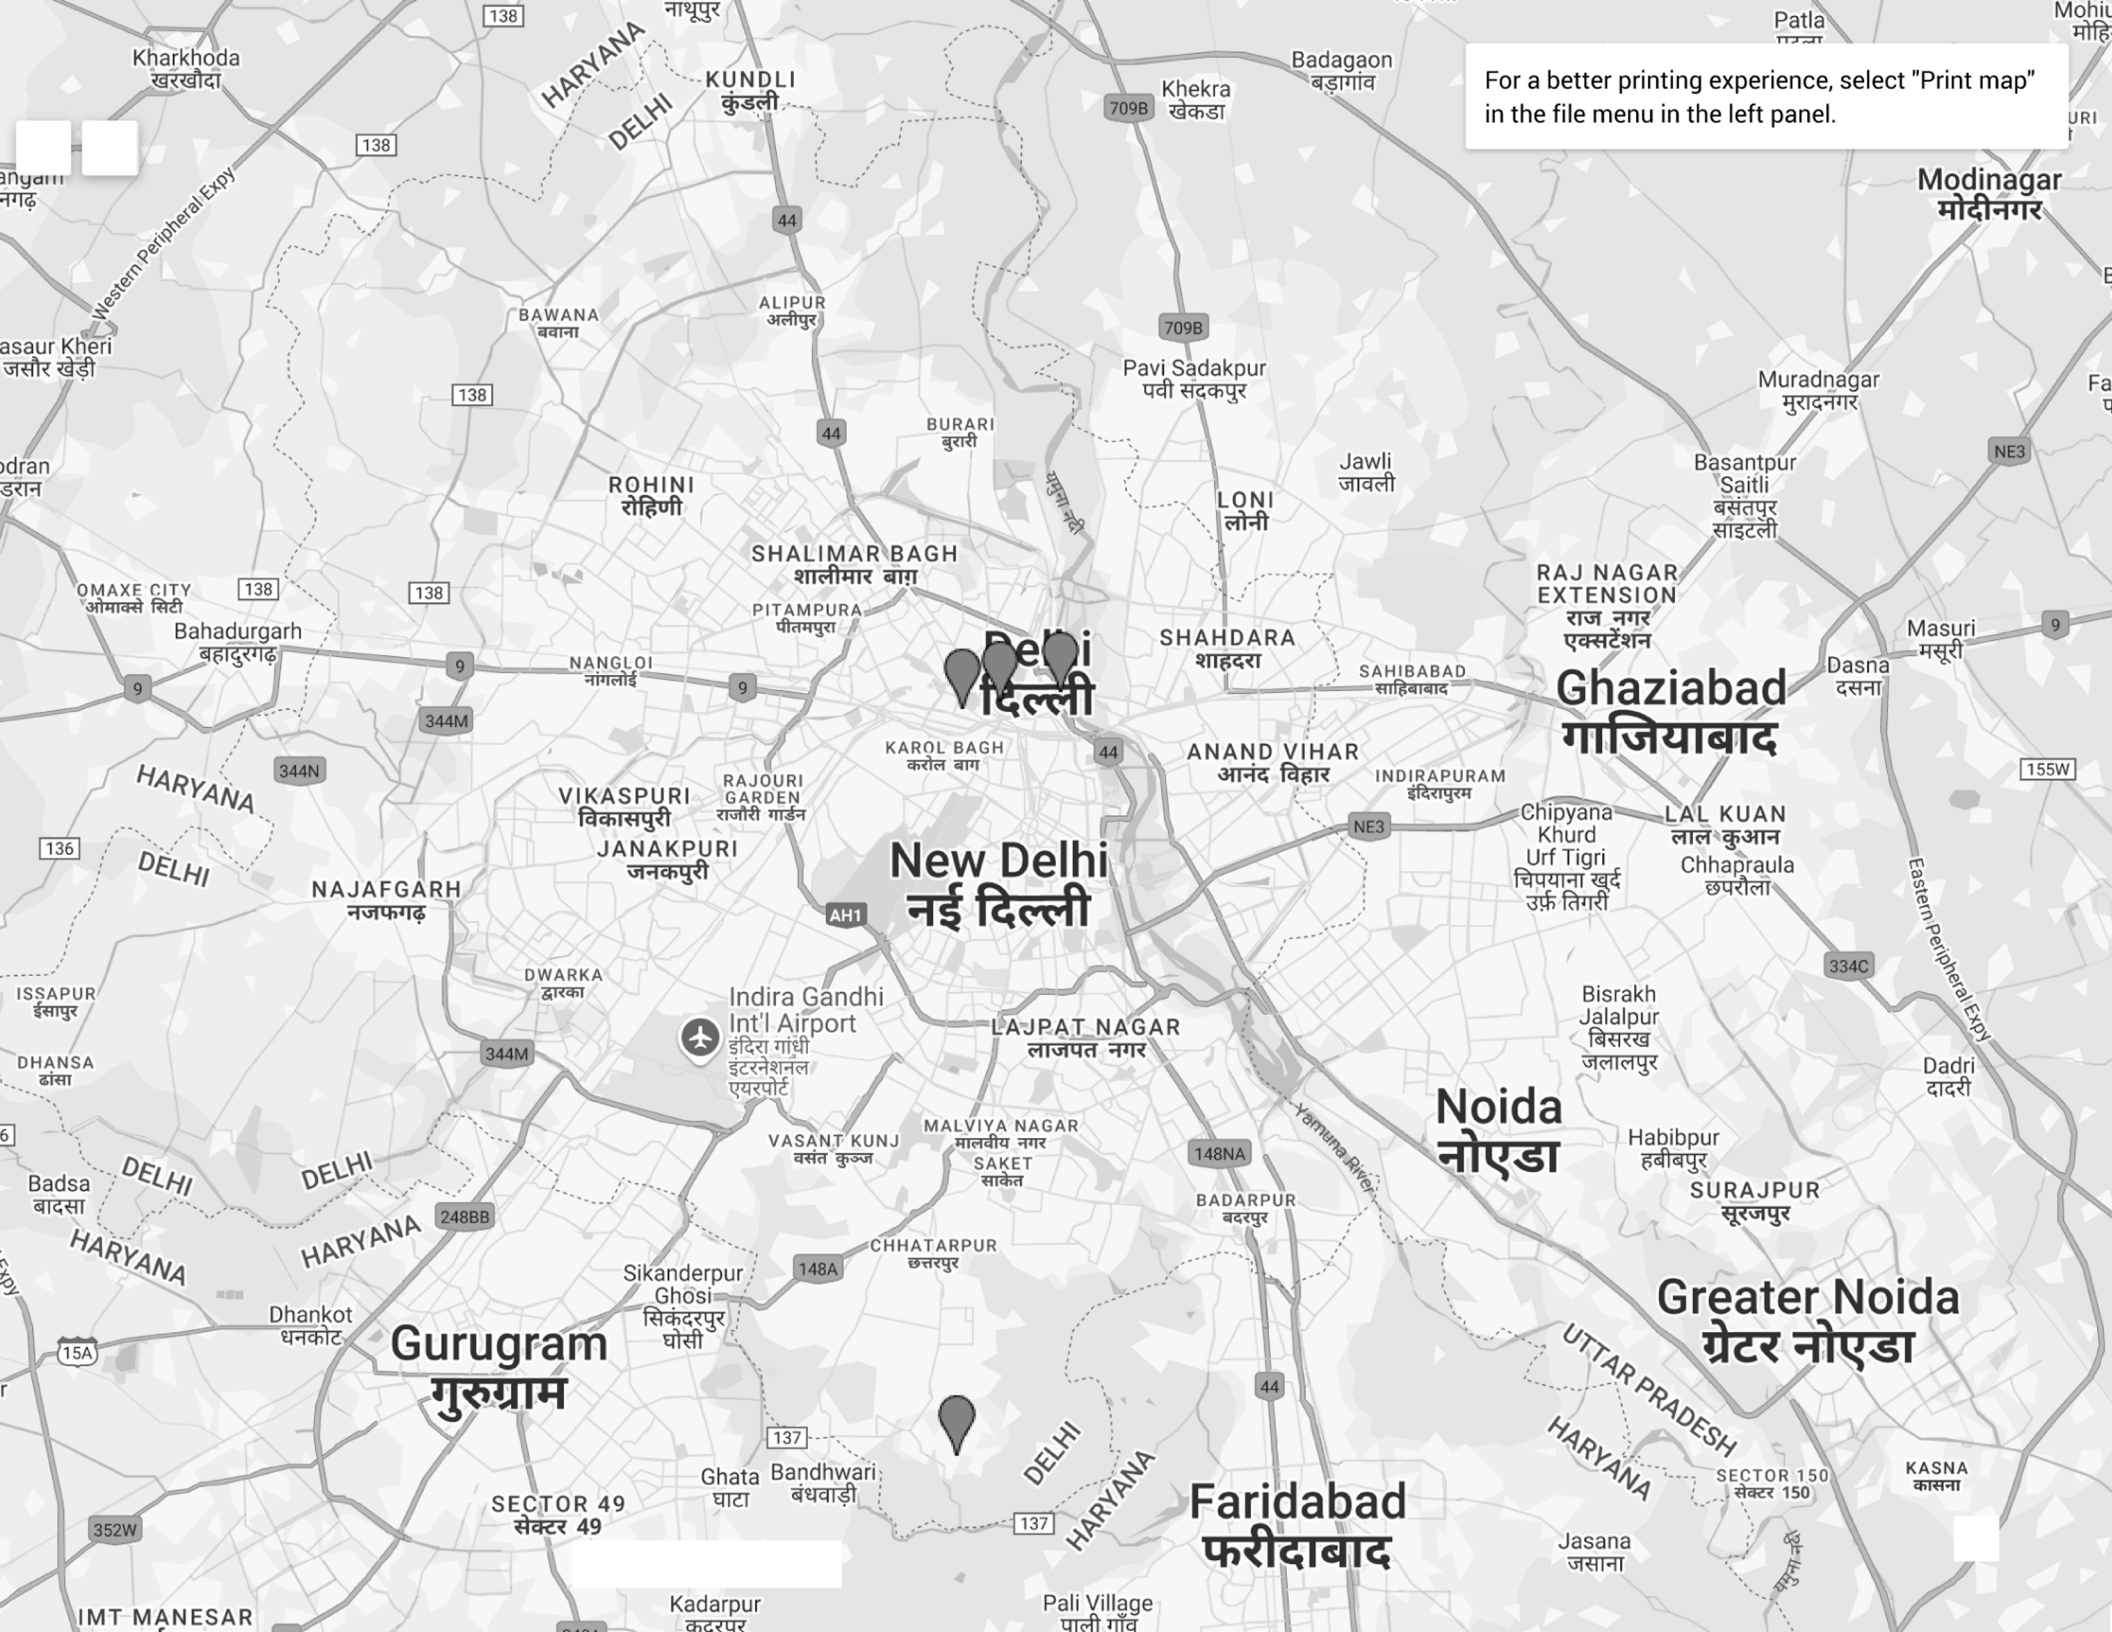 138
नाथूपुर
Patla
Kharkhoda
खरखौदा
HARYANA
DELHI
KUNDLI
कुंडली
709B
Khekra
खेकडा
Badagaon
बड़ागांव
For a better printing experience, select "Print map"
in the file menu in the left panel.
138
Western Peripheral Expy
44
Modinagar
मोदीनगर
BAWANA
बवाना
ALIPUR
अलीपुर
709B
asaur Kheri
जसौर खेड़ी
138
Pavi Sadakpur
पवी सदकपुर
Muradnagar
मुरादनगर
44
BURARI
बुरारी
यमुना नदी
Jawli
जावली
NE3
Basantpur
Saitli
बसंतपुर
साइटली
ROHINI
रोहिणी
LONI
लोनी
SHALIMAR BAGH
शालीमार बाग़
OMAXE CITY
ओमाक्से सिटी
138
138
RAJ NAGAR
EXTENSION
राज नगर
एक्सटेंशन
PITAMPURA
पीतमपुरा
Bahadurgarh
बहादुरगढ़
SHAHDARA
शाहदरा
Masuri
मसूरी
9
Delhi
दिल्ली
9
9
NANGLOI
नांगलोई
9
SAHIBABAD
साहिबाबाद
Ghaziabad
गाजियाबाद
Dasna
दसना
344M
KAROL BAGH
करोल बाग
44
ANAND VIHAR
आनंद विहार
344N
HARYANA
RAJOURI
GARDEN
राजौरी गार्डन
INDIRAPURAM
इंदिरापुरम
155W
VIKASPURI
विकासपुरी
NE3
Chipyana
Khurd
Urf Tigri
चिपयाना खुर्द
उर्फ़ तिगरी
LAL KUAN
लाल कुआन
Chhapraula
छपरौला
136
DELHI
JANAKPURI
जनकपुरी
New Delhi
नई दिल्ली
NAJAFGARH
नजफगढ़
AH1
Eastern Peripheral Expy
334C
DWARKA
द्वारका
ISSAPUR
ईसापुर
Indira Gandhi
Int'l Airport
इंदिरा गांधी
इंटरनेशनल
एयरपोर्ट
Bisrakh
Jalalpur
बिसरख
जलालपुर
LAJPAT NAGAR
लाजपत नगर
344M
DHANSA
ढांसा
Dadri
दादरी
Noida
नोएडा
Yamuna River
MALVIYA NAGAR
मालवीय नगर
VASANT KUNJ
वसंत कुञ्ज
SAKET
साकेत
148NA
Habibpur
हबीबपुर
DELHI
DELHI
Badsa
बादसा
BADARPUR
बदरपुर
SURAJPUR
सूरजपुर
248BB
HARYANA
HARYANA
CHHATARPUR
छत्तरपुर
148A
Sikanderpur
Ghosi
सिकंदरपुर
घोसी
Greater Noida
ग्रेटर नोएडा
Dhankot
धनकोट
Gurugram
गुरुग्राम
15A
UTTAR PRADESH
HARYANA
44
137
DELHI
HARYANA
Ghata
घाटा
Bandhwari
बंधवाड़ी
SECTOR 150
सेक्टर 150
KASNA
कासना
SECTOR 49
सेक्टर 49
Faridabad
फरीदाबाद
137
352W
Jasana
जसाना
यमुना नदी
IMT MANESAR
Kadarpur
कदरपुर
Pali Village
पाली गाँव